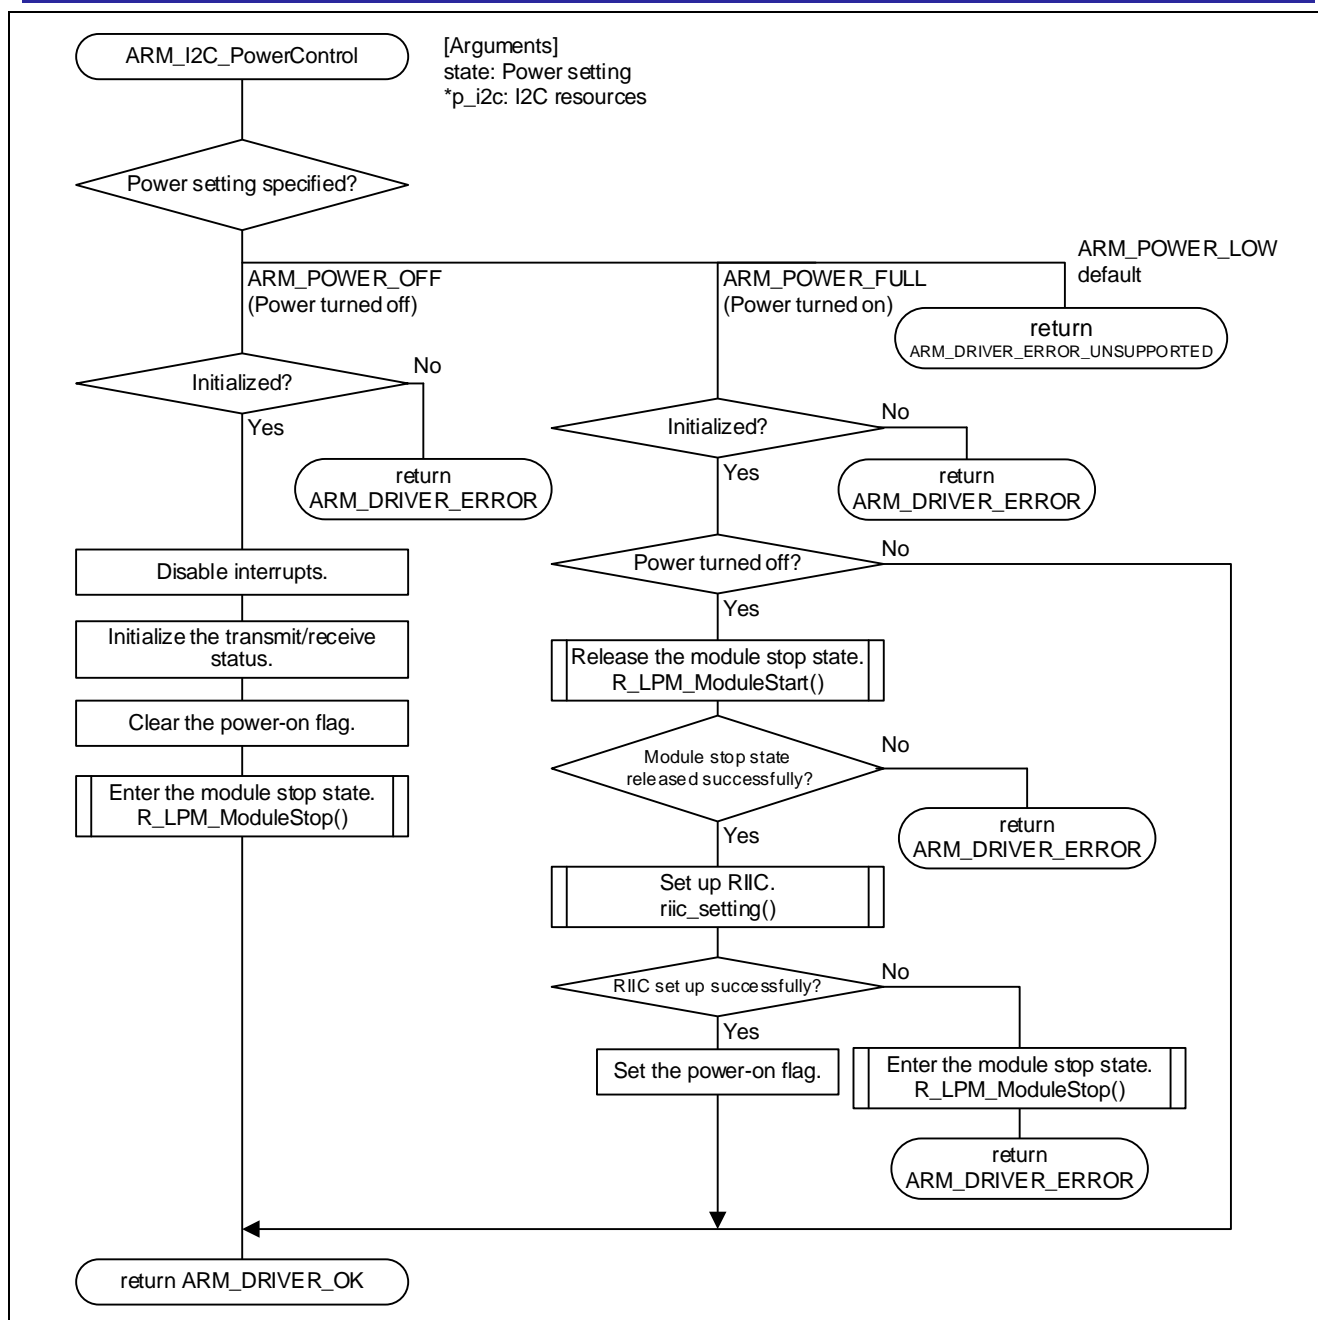 ARM_I2C_PowerControl
[Arguments]
state: Power setting
*p_i2c: I2C resources
Power setting specified?
ARM_POWER_OFF
(Power turned off)
ARM_POWER_FULL
(Power turned on)
ARM_POWER_LOW
default
return
ARM_DRIVER_ERROR_UNSUPPORTED
Initialized?
No
Yes
return
ARM_DRIVER_ERROR
Disable interrupts.
Initialize the transmit/receive
status.
Clear the power-on flag.
Enter the module stop state.
R_LPM_ModuleStop()
Initialized?
No
Yes
return
ARM_DRIVER_ERROR
Power turned off?
No
Yes
Release the module stop state.
R_LPM_ModuleStart()
Module stop state
released successfully?
No
Yes
return
ARM_DRIVER_ERROR
Set up RIIC.
riic_setting()
RIIC set up successfully?
No
Yes
Set the power-on flag.
Enter the module stop state.
R_LPM_ModuleStop()
return
ARM_DRIVER_ERROR
return ARM_DRIVER_OK